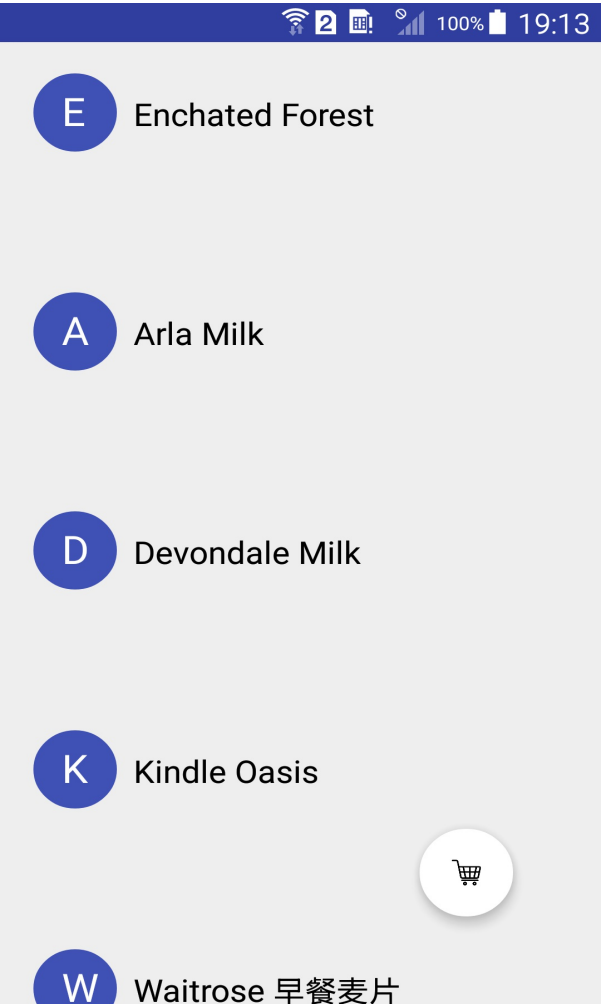 2 100% 19:13
E Enchated Forest
A Arla Milk
D Devondale Milk
K Kindle Oasis
W Waitrose 早餐麦片